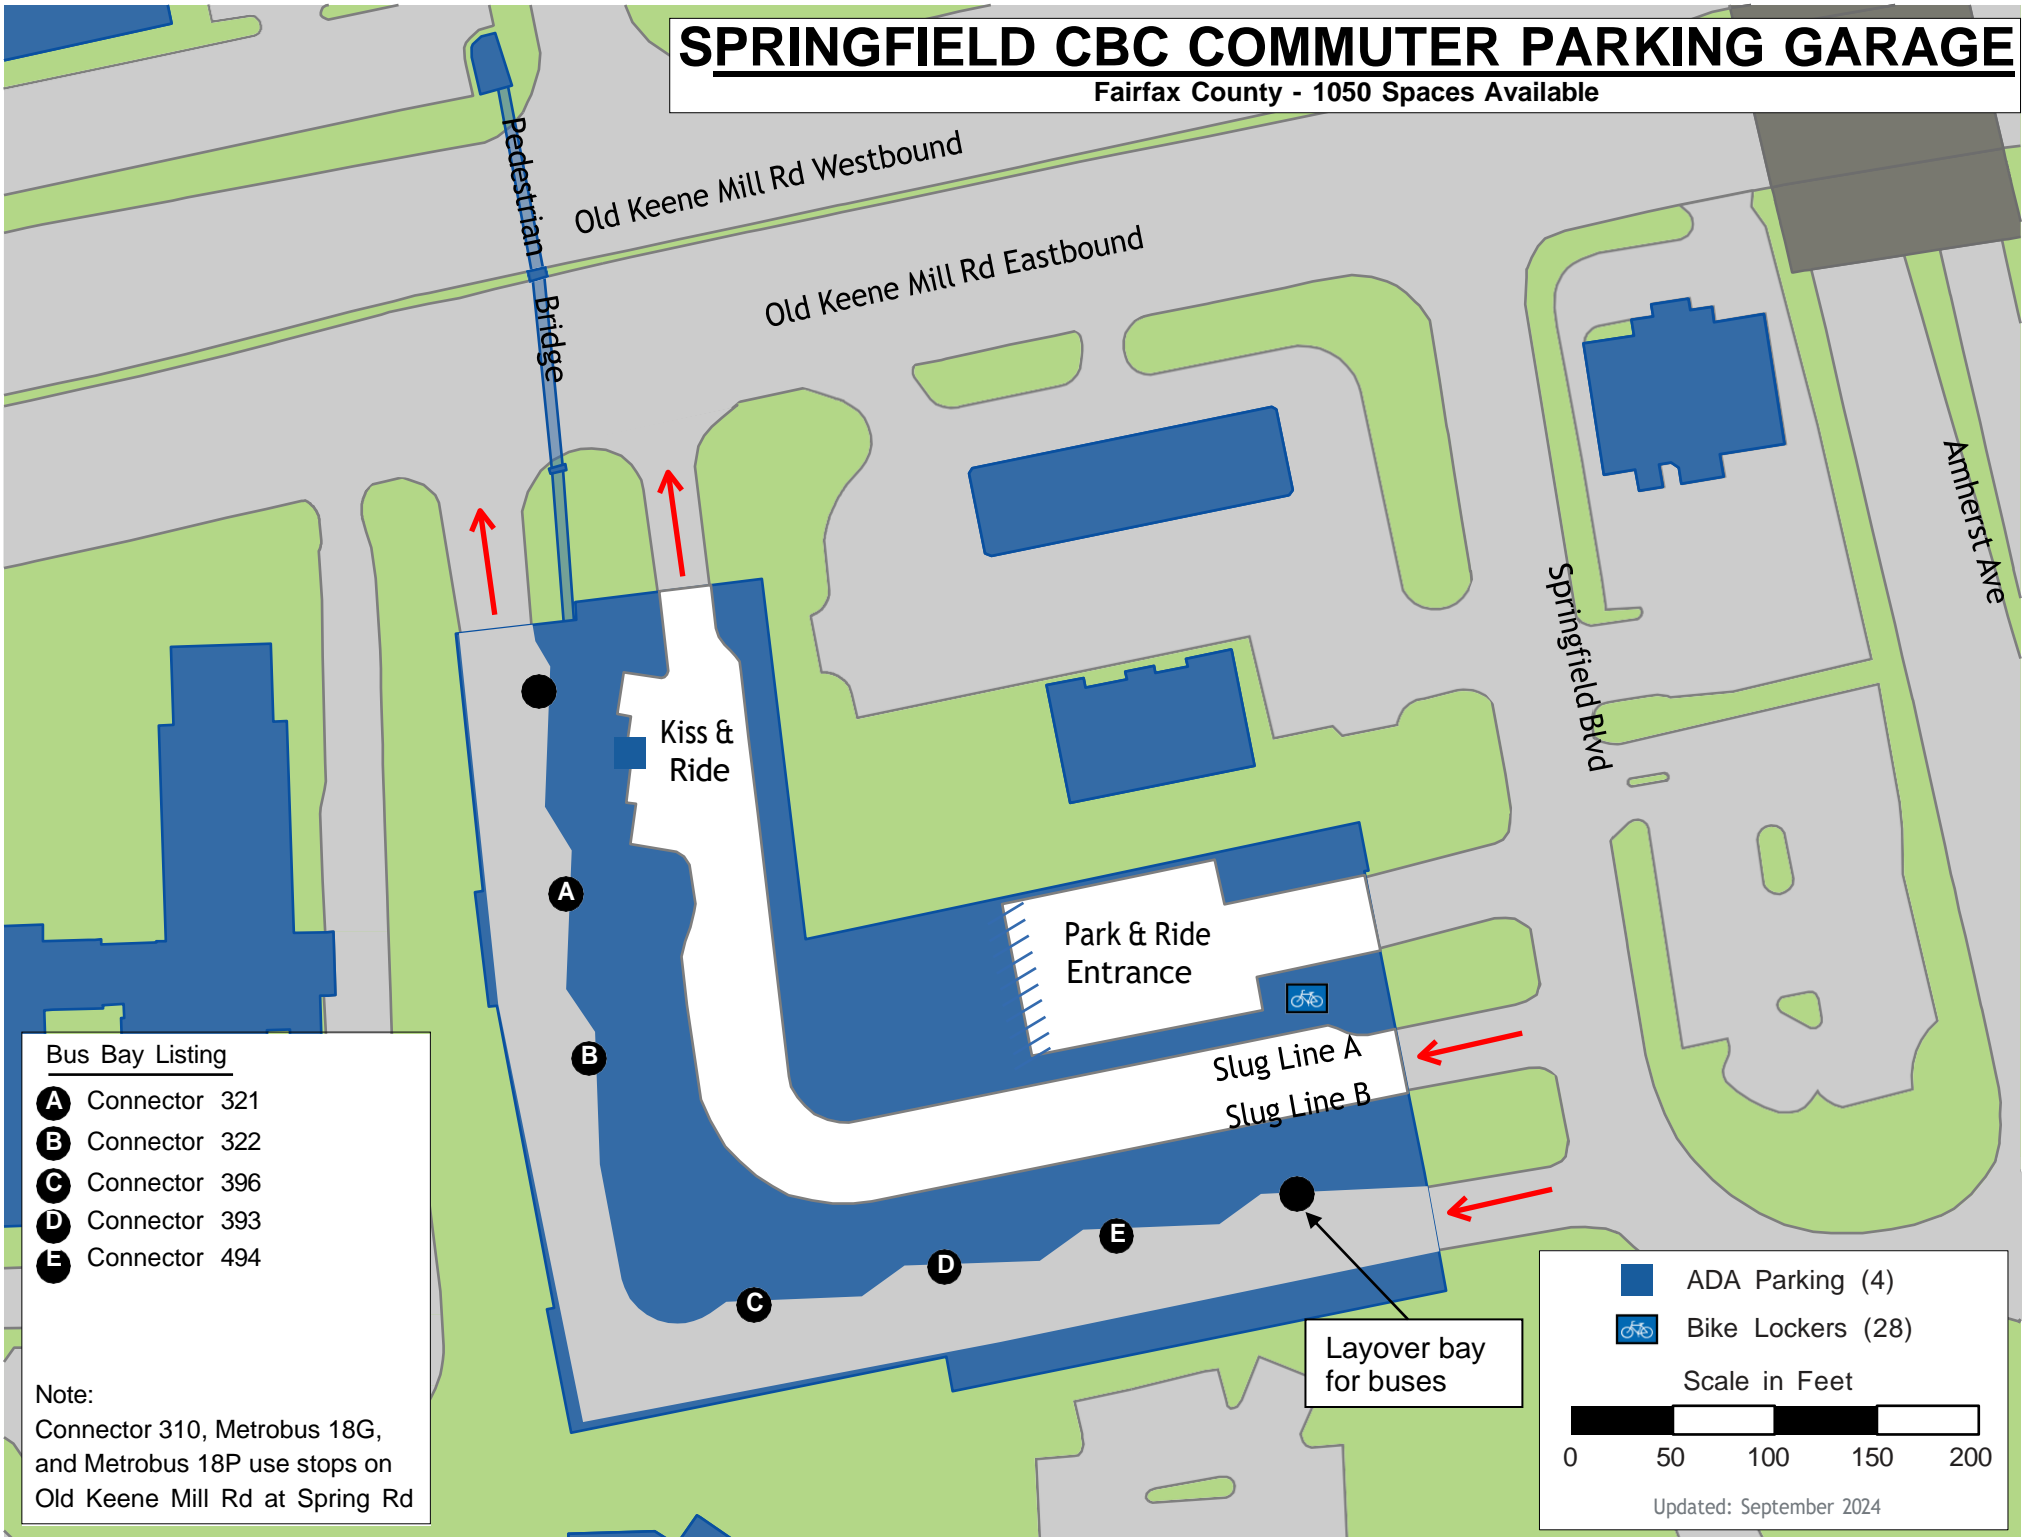 SPRINGFIELD CBC COMMUTER PARKING GARAGE
Fairfax County - 1050 Spaces Available
Pedestrian Bridge
Old Keene Mill Rd Westbound
Old Keene Mill Rd Eastbound
Amherst Ave
Springfield Blvd
Kiss &
Ride
A
Park & Ride
Entrance
B
Slug Line A
Slug Line B
E
D
C
Layover bay
for buses
Bus Bay Listing
A Connector 321
B Connector 322
C Connector 396
D Connector 393
E Connector 494
Note:
Connector 310, Metrobus 18G,
and Metrobus 18P use stops on
Old Keene Mill Rd at Spring Rd
ADA Parking (4)
Bike Lockers (28)
Scale in Feet
0 50 100 150 200
Updated: September 2024